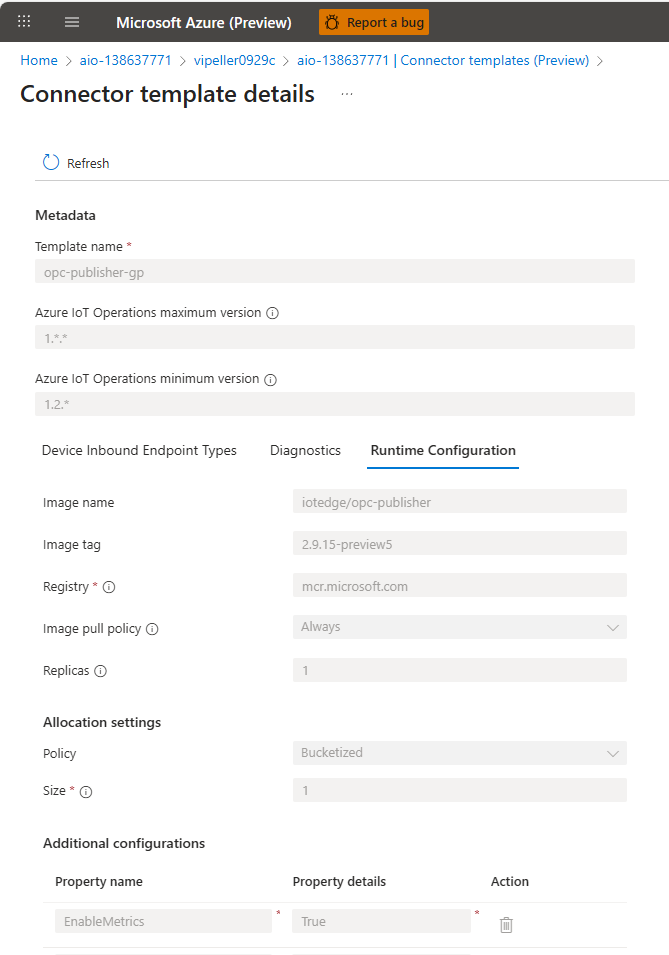 Microsoft Azure (Preview) Report a bug
Home > aio-138637771 > vipeller0929c > aio-138637771 | Connector templates (Preview) >
Connector template details ...
Refresh
Metadata
Template name *
opc-publisher-gp
Azure IoT Operations maximum version
1.*.*
Azure IoT Operations minimum version
1.2.*
Device Inbound Endpoint Types Diagnostics Runtime Configuration
Image name iotedge/opc-publisher
Image tag 2.9.15-preview5
Registry * mcr.microsoft.com
Image pull policy Always
Replicas 1
Allocation settings
Policy Bucketized
Size * 1
Additional configurations
Property name Property details Action
EnableMetrics * True *